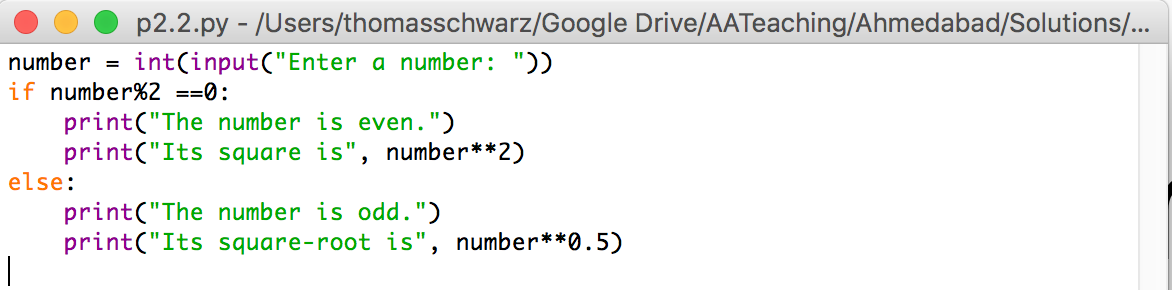 p2.2.py - /Users/thomasschwarz/Google Drive/AATeaching/Ahmedabad/Solutions/...
number = int(input("Enter a number: "))
if number%2 ==0:
    print("The number is even.")
    print("Its square is", number**2)
else:
    print("The number is odd.")
    print("Its square-root is", number**0.5)